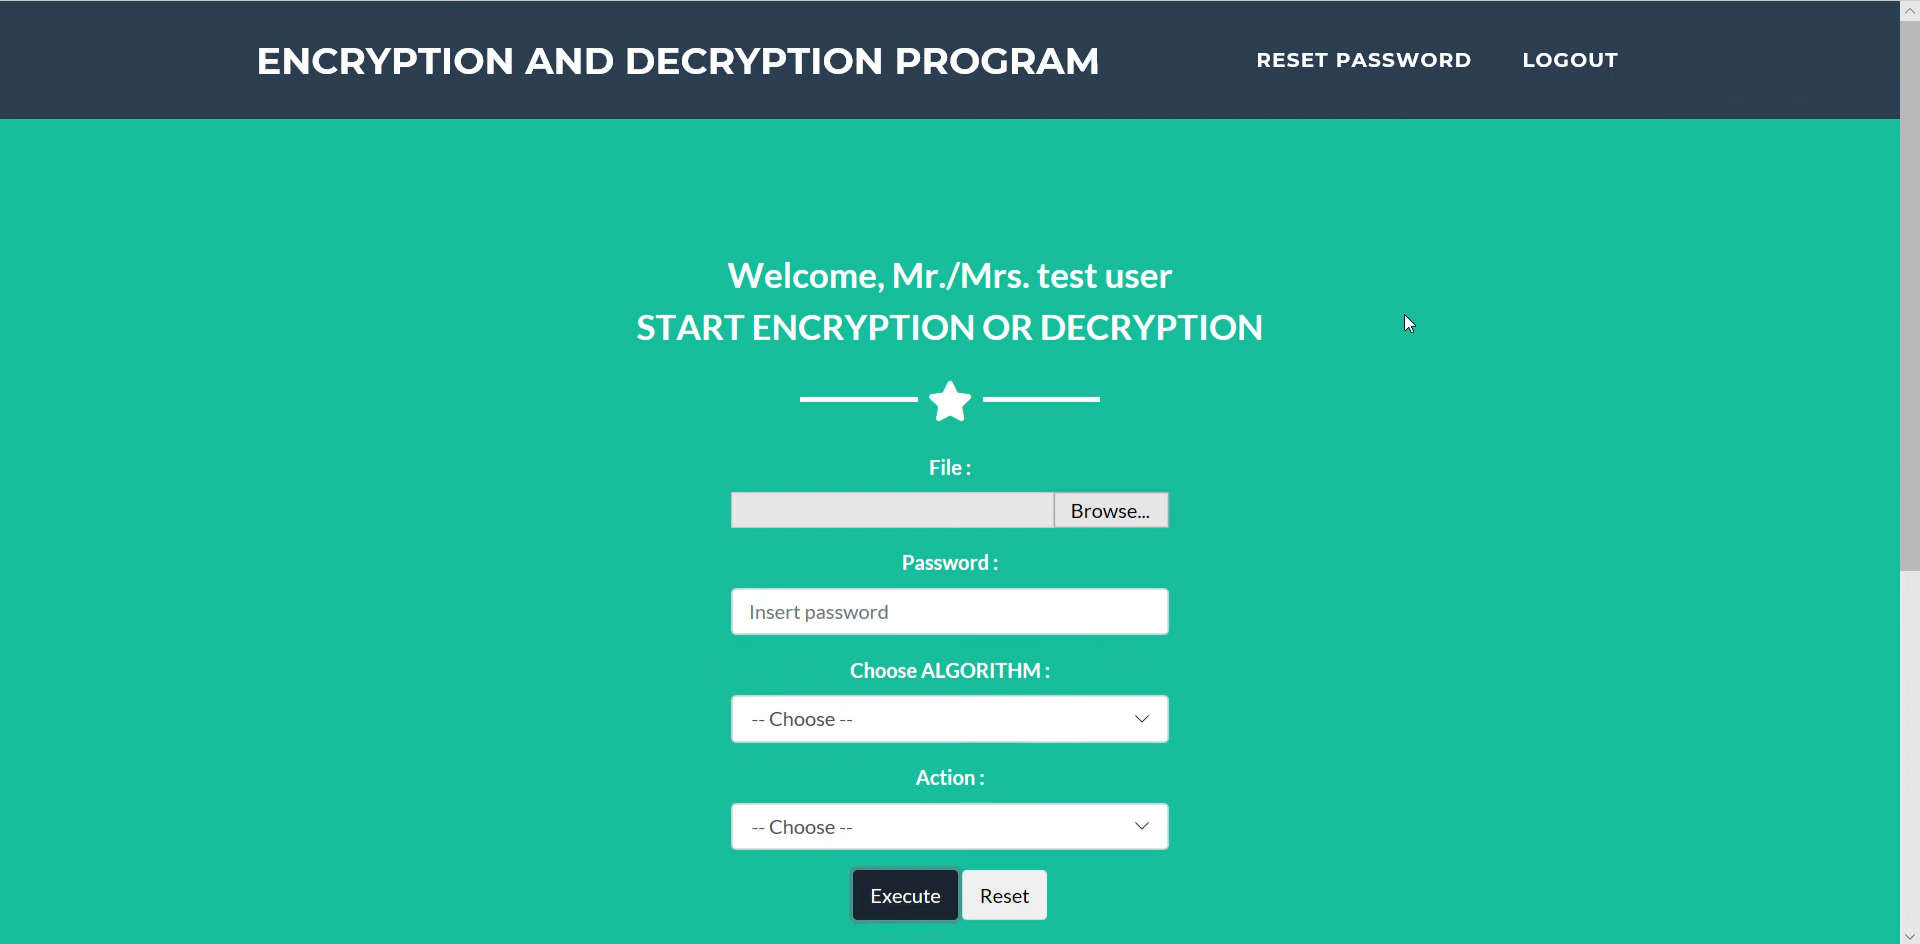 ENCRYPTION AND DECRYPTION PROGRAM
RESET PASSWORD
LOGOUT
Welcome, Mr./Mrs. test user
START ENCRYPTION OR DECRYPTION
File :
Browse...
Password :
Insert password
Choose ALGORITHM :
-- Choose --
Action :
-- Choose --
Execute
Reset